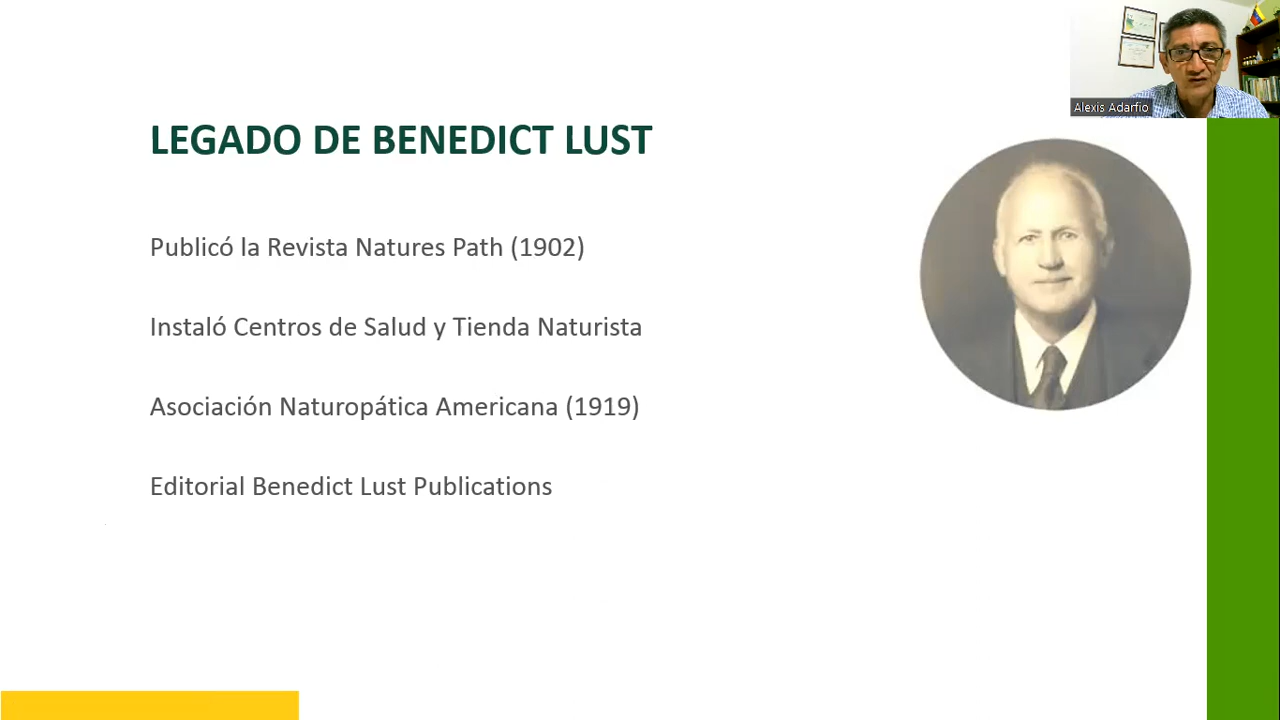 Alexis Adarfio
LEGADO DE BENEDICT LUST
Publicó la Revista Natures Path (1902)
Instaló Centros de Salud y Tienda Naturista
Asociación Naturopática Americana (1919)
Editorial Benedict Lust Publications